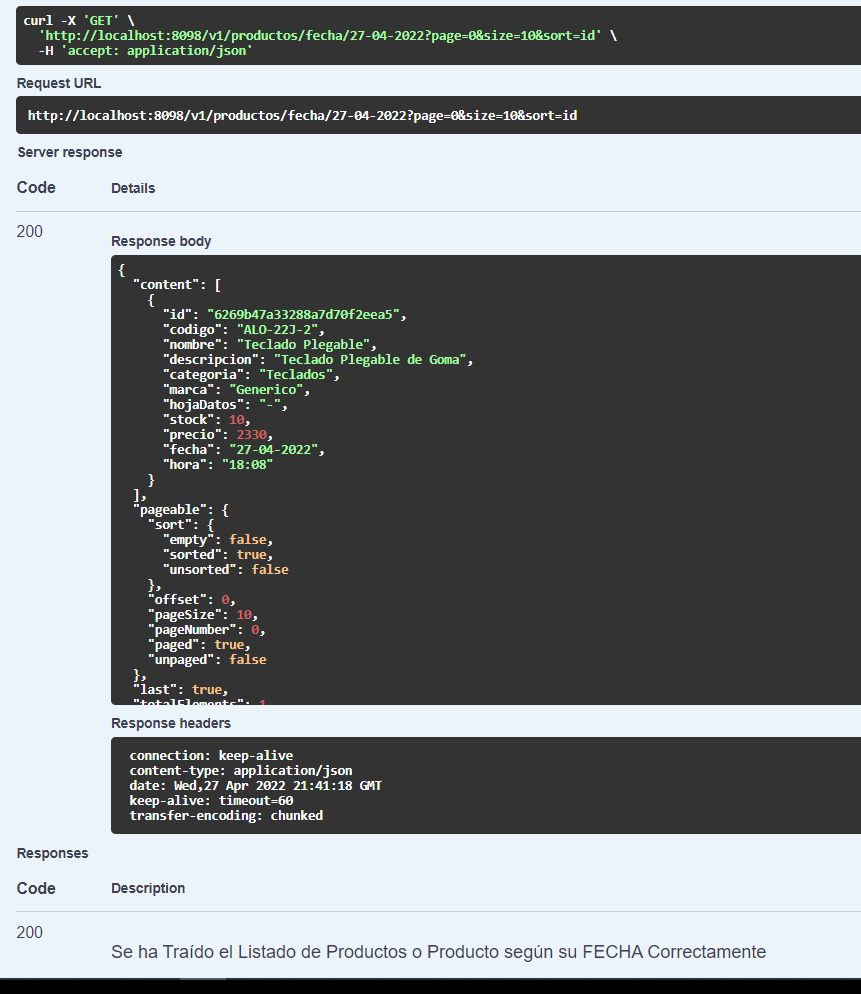 curl -X 'GET' \
  'http://localhost:8098/v1/productos/fecha/27-04-2022?page=0&size=10&sort=id' \
  -H 'accept: application/json'
Request URL
http://localhost:8098/v1/productos/fecha/27-04-2022?page=0&size=10&sort=id
Server response
Code Details
200
Response body
{
  "content": [
    {
      "id": "6269b47a33288a7d70f2eea5",
      "codigo": "ALO-22J-2",
      "nombre": "Teclado Plegable",
      "descripcion": "Teclado Plegable de Goma",
      "categoria": "Teclados",
      "marca": "Generico",
      "hojaDatos": "-",
      "stock": 10,
      "precio": 2330,
      "fecha": "27-04-2022",
      "hora": "18:08"
    }
  ],
  "pageable": {
    "sort": {
      "empty": false,
      "sorted": true,
      "unsorted": false
    },
    "offset": 0,
    "pageSize": 10,
    "pageNumber": 0,
    "paged": true,
    "unpaged": false
  },
  "last": true,
  "totalElements": 1
Response headers
connection: keep-alive
content-type: application/json
date: Wed,27 Apr 2022 21:41:18 GMT
keep-alive: timeout=60
transfer-encoding: chunked
Responses
Code Description
200
Se ha Traído el Listado de Productos o Producto según su FECHA Correctamente